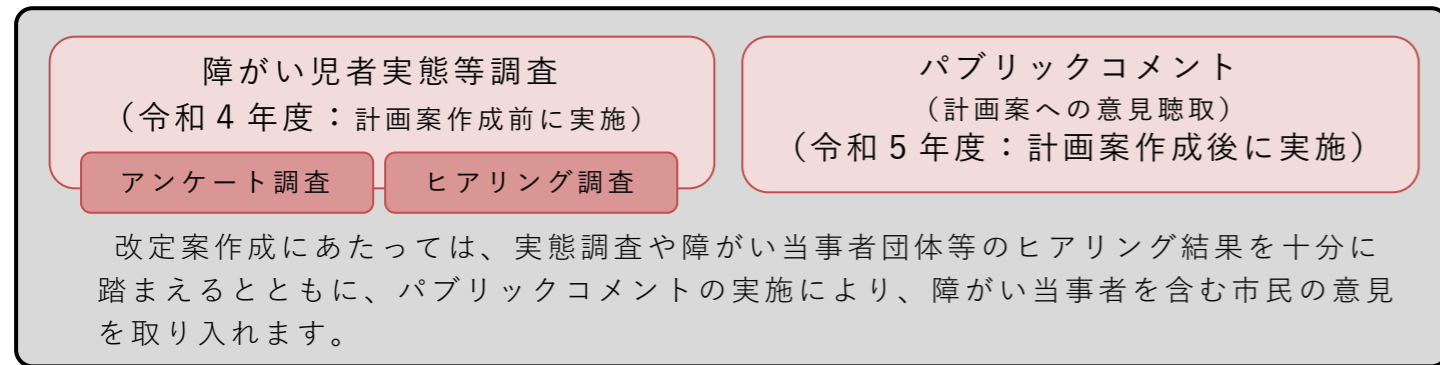 障がい児者実態等調査
（令和４年度：計画案作成前に実施）
アンケート調査
ヒアリング調査
パブリックコメント
（計画案への意見聴取）
（令和５年度：計画案作成後に実施）
改定案作成にあたっては、実態調査や障がい当事者団体等のヒアリング結果を十分に
踏まえるとともに、パブリックコメントの実施により、障がい当事者を含む市民の意見
を取り入れます。